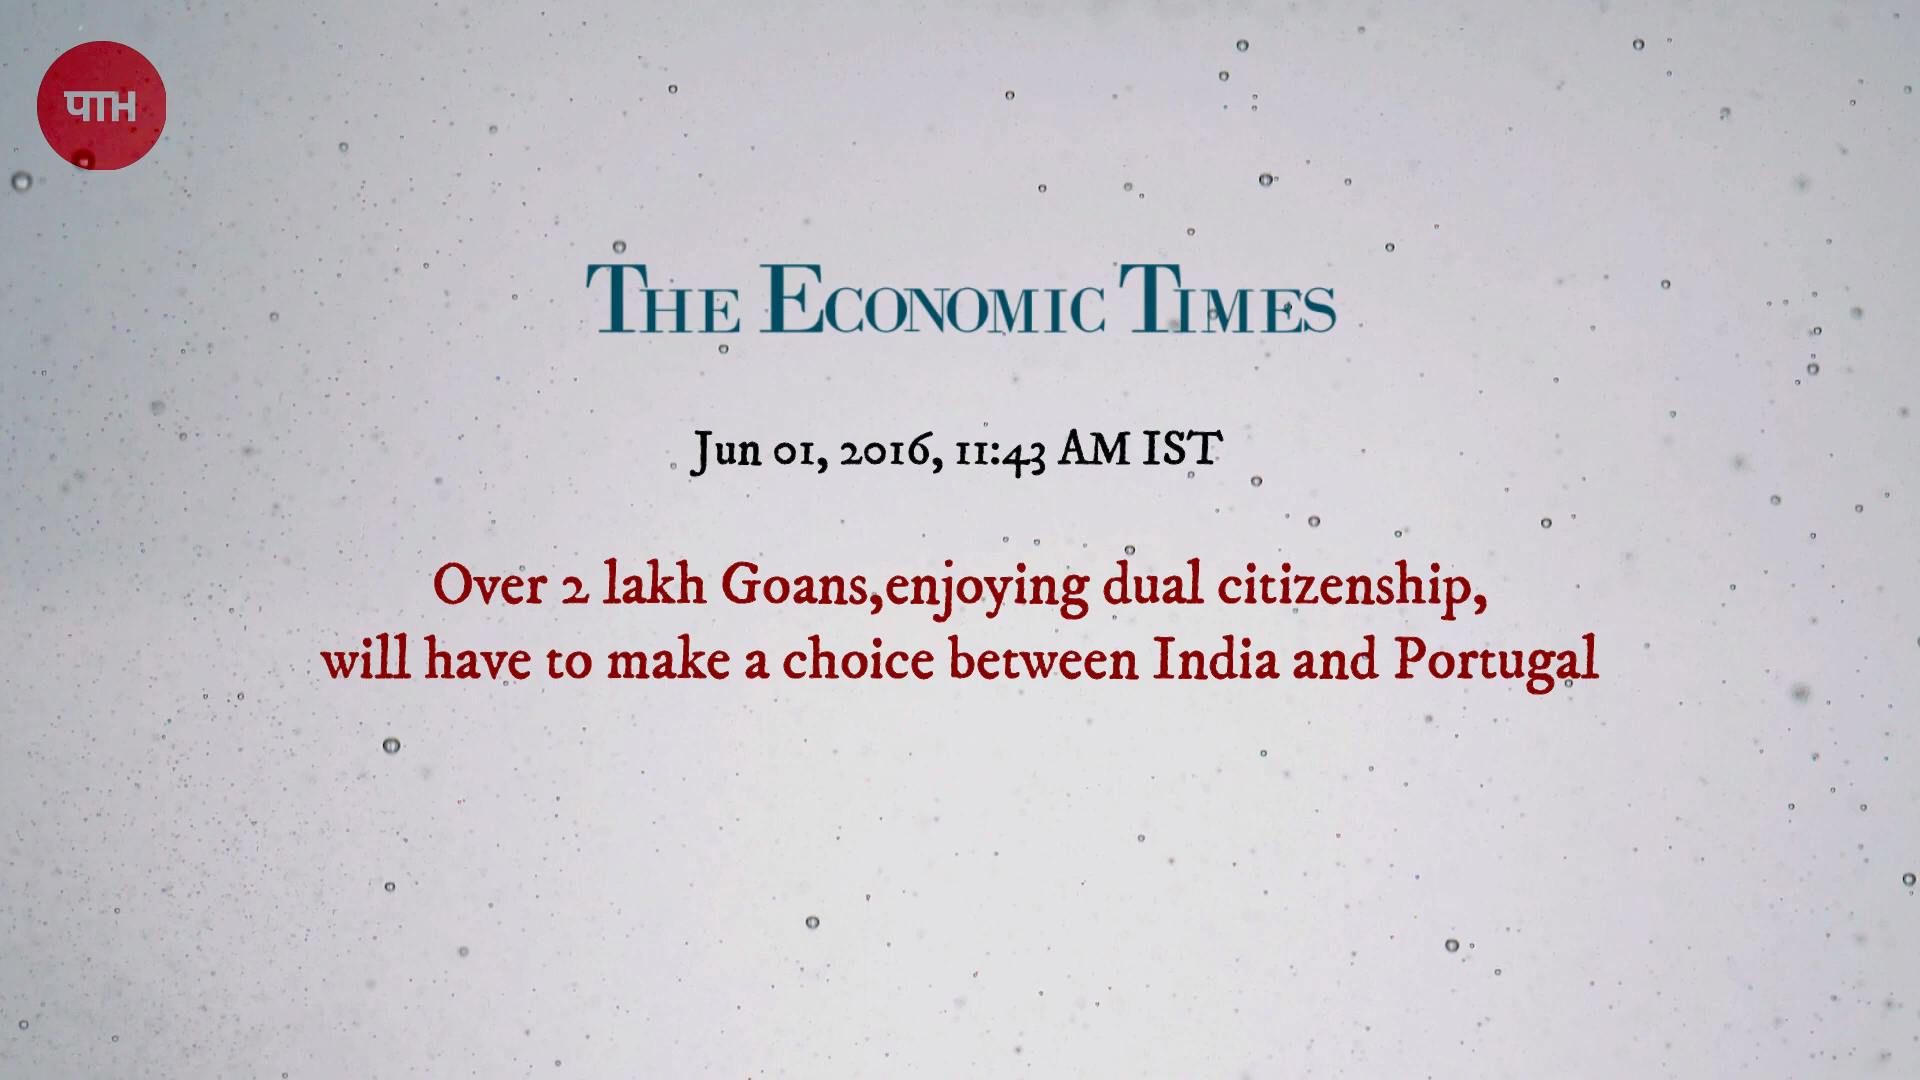 पाН
THE ECONOMIC TIMES
Jun 01, 2016, 11:43 AM IST
Over 2 lakh Goans,enjoying dual citizenship,
will have to make a choice between India and Portugal